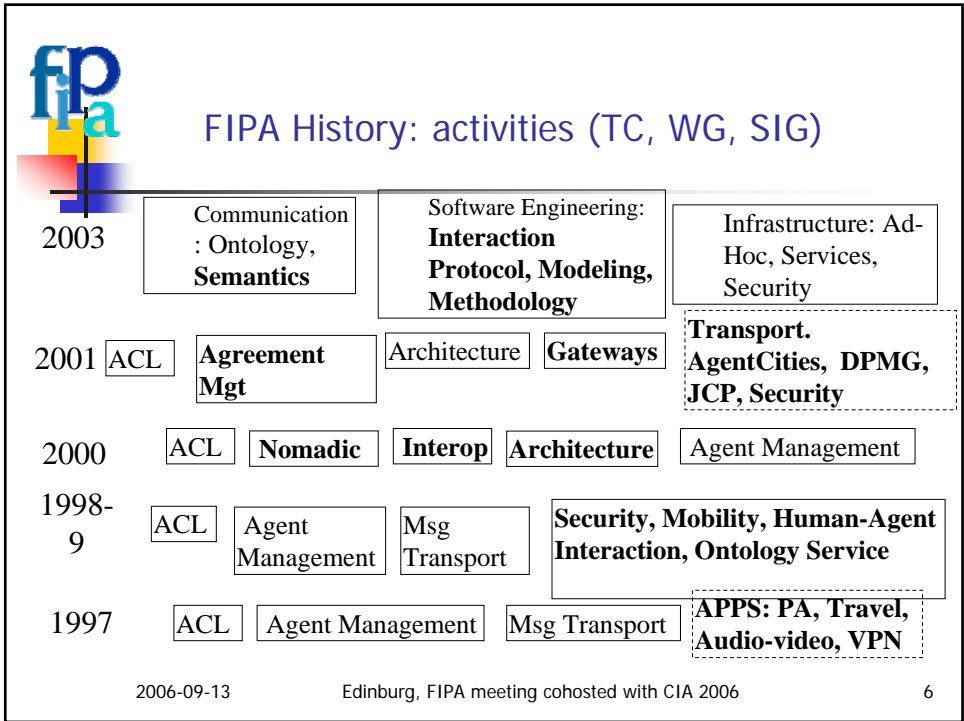 fipa
FIPA History: activities (TC, WG, SIG)
2003
Communication
: Ontology,
Semantics
Software Engineering:
Interaction
Protocol, Modeling,
Methodology
Infrastructure: Ad-
Hoc, Services,
Security
2001
ACL
Agreement
Mgt
Architecture
Gateways
Transport.
AgentCities, DPMG,
JCP, Security
2000
ACL
Nomadic
Interop
Architecture
Agent Management
1998-
9
ACL
Agent
Management
Msg
Transport
Security, Mobility, Human-Agent
Interaction, Ontology Service
1997
ACL
Agent Management
Msg Transport
APPS: PA, Travel,
Audio-video, VPN
2006-09-13
Edinburg, FIPA meeting cohosted with CIA 2006
6